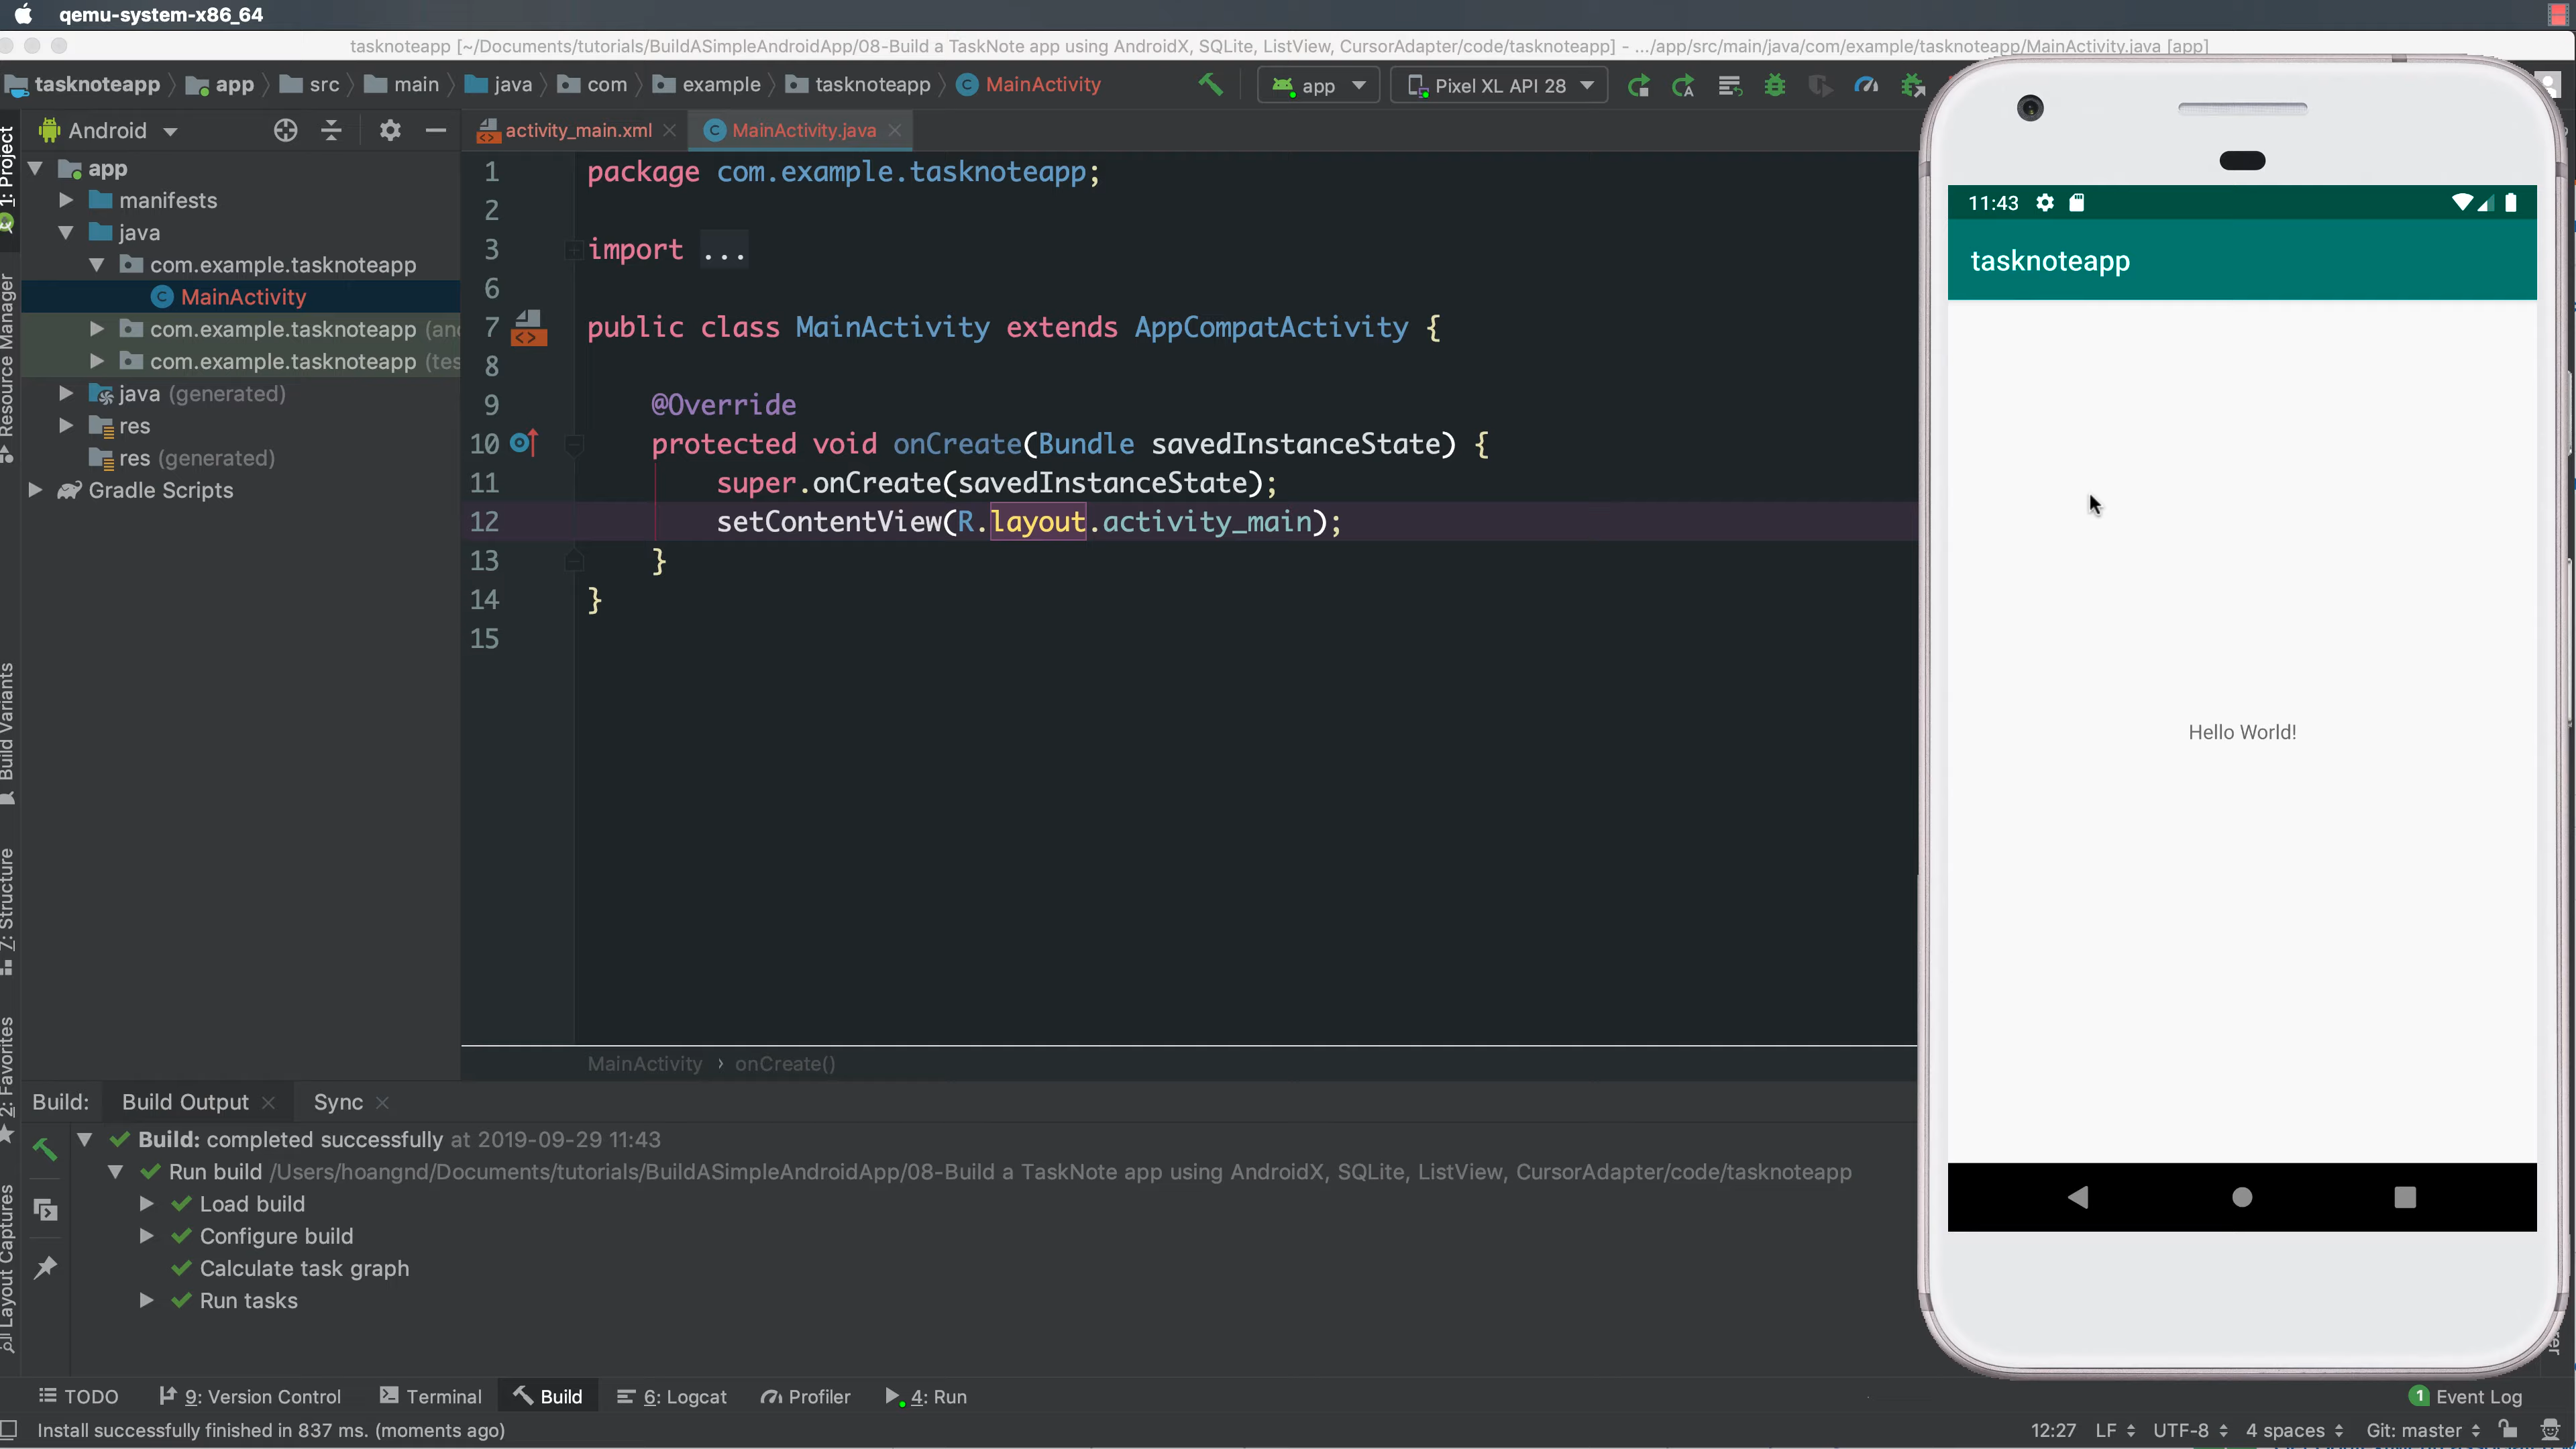 qemu-system-x86_64
tasknoteapp [~/Documents/tutorials/BuildASimpleAndroidApp/08-Build a TaskNote app using AndroidX, SQLite, ListView, CursorAdapter/code/tasknoteapp] - .../app/src/main/java/com/example/tasknoteapp/MainActivity.java [app]
tasknoteapp app src main java com example tasknoteapp MainActivity app Pixel XL API 28
Android
activity_main.xml MainActivity.java
1: Project
Resource Manager
Build Variants
7: Structure
2: Favorites
Layout Captures
app
manifests
java
com.example.tasknoteapp
MainActivity
com.example.tasknoteapp
com.example.tasknoteapp
java (generated)
res
res (generated)
Gradle Scripts
1 package com.example.tasknoteapp;
2
3 import ...
6
7 public class MainActivity extends AppCompatActivity {
8
9 @Override
10 protected void onCreate(Bundle savedInstanceState) {
11 super.onCreate(savedInstanceState);
12 setContentView(R.layout.activity_main);
13 }
14 }
15
MainActivity › onCreate()
11:43
tasknoteapp
Hello World!
Build: Build Output Sync
Build: completed successfully at 2019-09-29 11:43
Run build /Users/hoangnd/Documents/tutorials/BuildASimpleAndroidApp/08-Build a TaskNote app using AndroidX, SQLite, ListView, CursorAdapter/code/tasknoteapp
Load build
Configure build
Calculate task graph
Run tasks
TODO 9: Version Control Terminal Build 6: Logcat Profiler 4: Run 1 Event Log
Install successfully finished in 837 ms. (moments ago) 12:27 LF UTF-8 4 spaces Git: master